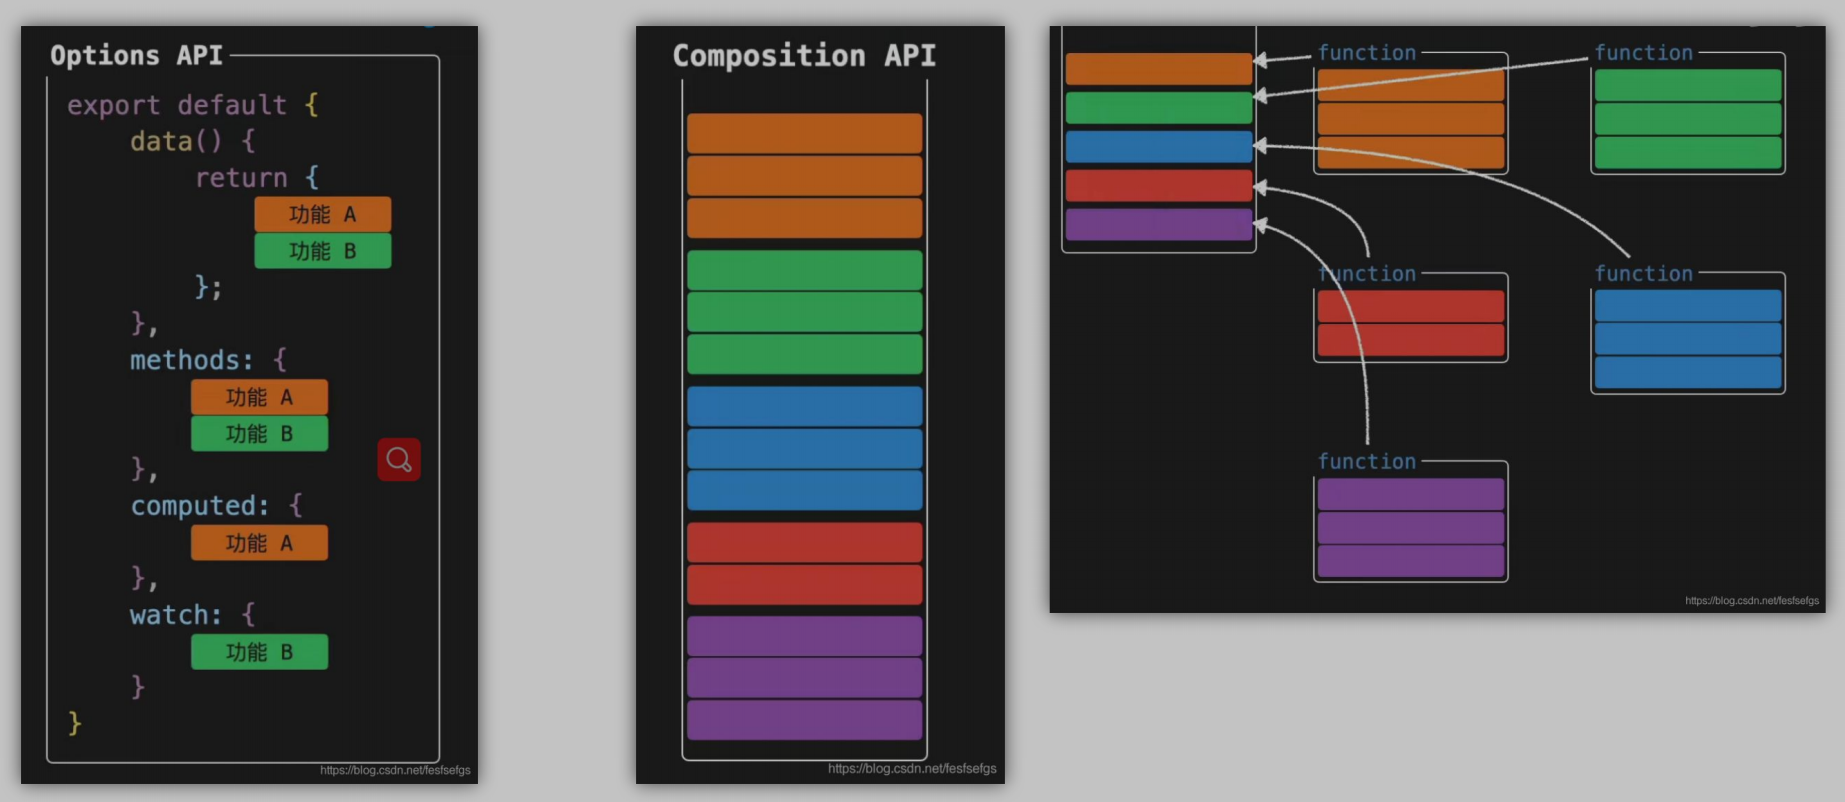 Options API
export default {
data() {
return {
功能 A
功能 B
};
},
methods: {
功能 A
功能 B
},
computed: {
功能 A
},
watch: {
功能 B
}
}
https://blog.csdn.net/fesfsefgs
Composition API
https://blog.csdn.net/fesfsefgs
function
function
function
function
function
https://blog.csdn.net/fesfsefgs